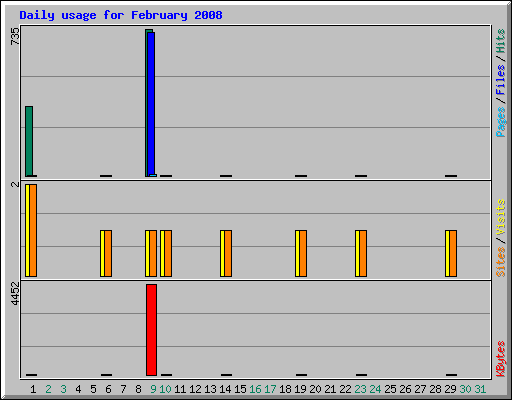 Daily usage for February 2008
735
2
4452
Pages / Files / Hits
Sites / Visits
KBytes
1 2 3 4 5 6 7 8 9 10 11 12 13 14 15 16 17 18 19 20 21 22 23 24 25 26 27 28 29 30 31